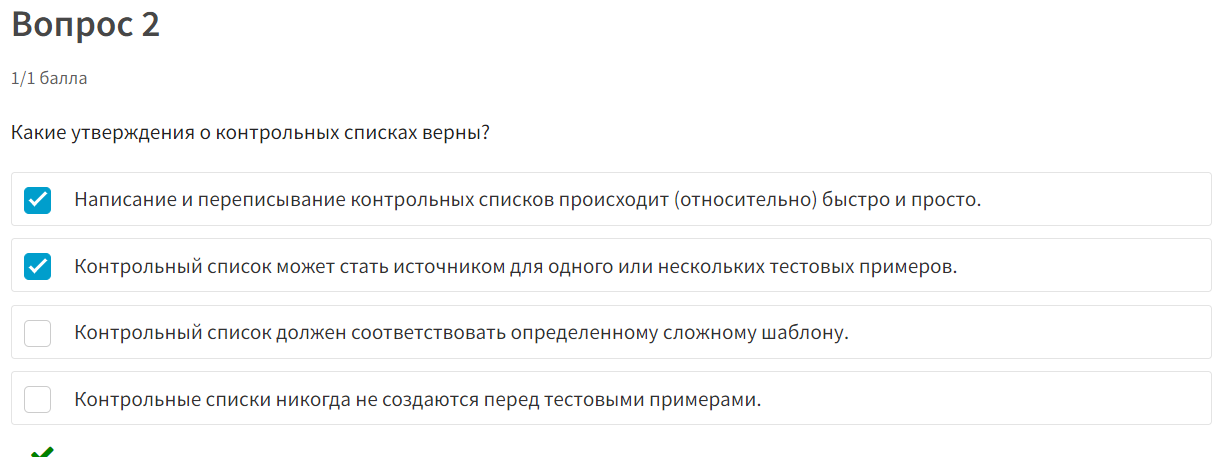 Вопрос 2
1/1 балла
Какие утверждения о контрольных списках верны?
Написание и переписывание контрольных списков происходит (относительно) быстро и просто.
Контрольный список может стать источником для одного или нескольких тестовых примеров.
Контрольный список должен соответствовать определенному сложному шаблону.
Контрольные списки никогда не создаются перед тестовыми примерами.